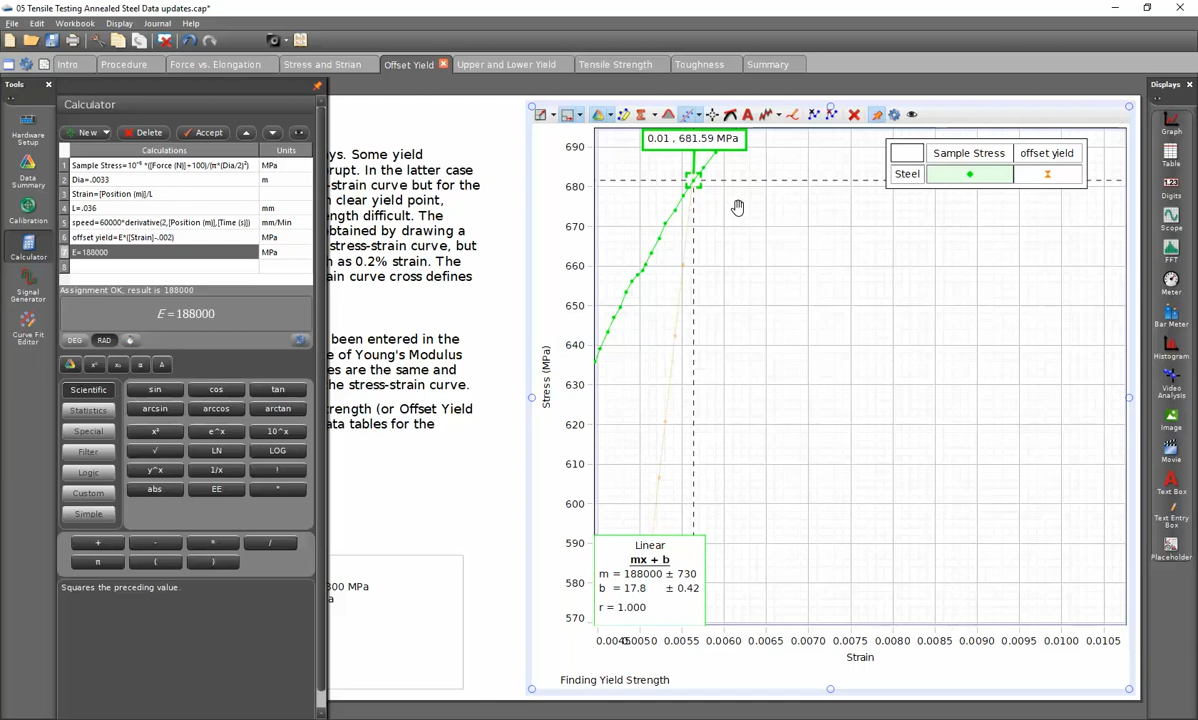 05 Tensile Testing Annealed Steel Data updates.cap*
File Edit Workbook Display Journal Help
Intro Procedure Force vs. Elongation Stress and Strian Offset Yield Upper and Lower Yield Tensile Strength Toughness Summary
Tools
Hardware
Setup
Data
Summary
Calibration
Calculator
Signal
Generator
Curve Fit
Editor
Calculator
New Delete Accept
Calculations Units
1 Sample Stress=10⁻⁶ *([Force (N)]+100)/(π*(Dia/2)²) MPa
2 Dia=.0033 m
3 Strain=[Position (m)]/L
4 L=.036 mm
5 speed=60000*derivative(2,[Position (m)],[Time (s)]) mm/Min
6 offset yield=E*([Strain]-.002) MPa
7 E=188000 MPa
8
Assignment OK, result is 188000
E = 188000
DEG RAD
x² x₀ α A
Scientific sin cos tan
Statistics arcsin arccos arctan
Special x² e^x 10^x
Filter √ LN LOG
Logic y^x 1/x !
Custom abs EE °
Simple
+ - * /
π ( )
Squares the preceding value.
ys. Some yield
rupt. In the latter case
-strain curve but for the
n clear yield point,
ength difficult. The
btained by drawing a
stress-strain curve, but
n as 0.2% strain. The
ain curve cross defines
been entered in the
e of Young's Modulus
es are the same and
he stress-strain curve.
trength (or Offset Yield
ata tables for the
300 MPa
a
0.01 , 681.59 MPa
Sample Stress offset yield
Steel
690
680
670
660
650
640
630
620
610
600
590
580
570
Stress (MPa)
Linear
mx + b
m = 188000 ± 730
b = 17.8 ± 0.42
r = 1.000
0.0045 0.0050 0.0055 0.0060 0.0065 0.0070 0.0075 0.0080 0.0085 0.0090 0.0095 0.0100 0.0105
Strain
Finding Yield Strength
Displays
Graph
Table
Digits
Scope
FFT
Meter
Bar Meter
Histogram
Video
Analysis
Image
Movie
Text Box
Text Entry
Box
Placeholder